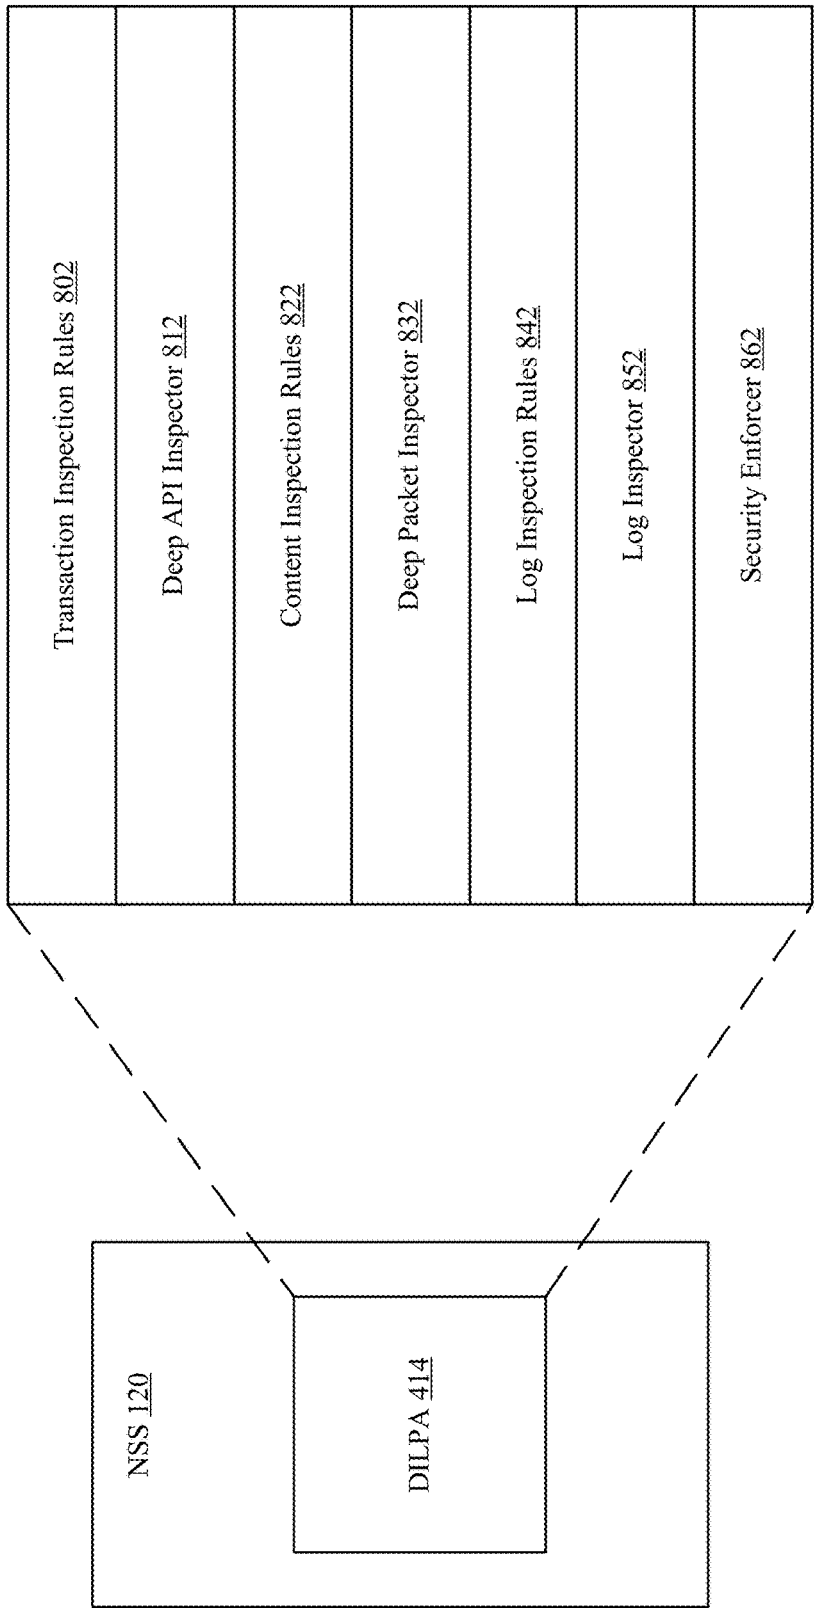 NSS 120
DILPA 414
Transaction Inspection Rules 802
Deep API Inspector 812
Content Inspection Rules 822
Deep Packet Inspector 832
Log Inspection Rules 842
Log Inspector 852
Security Enforcer 862